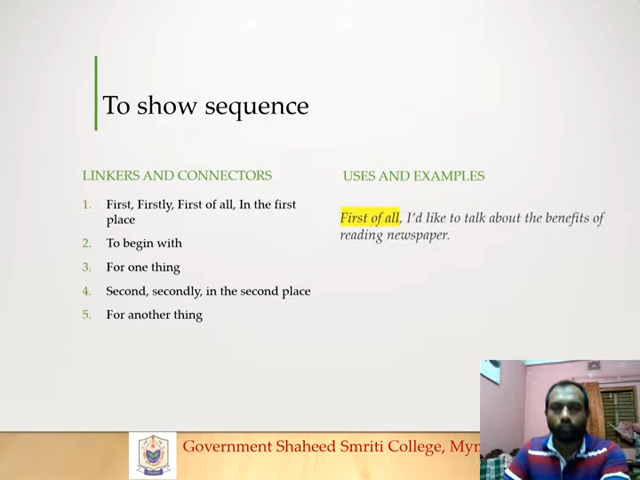 To show sequence
LINKERS AND CONNECTORS
1. First, Firstly, First of all, In the first
place
2. To begin with
3. For one thing
4. Second, secondly, in the second place
5. For another thing
USES AND EXAMPLES
First of all, I'd like to talk about the benefits of
reading newspaper.
Government Shaheed Smriti College,